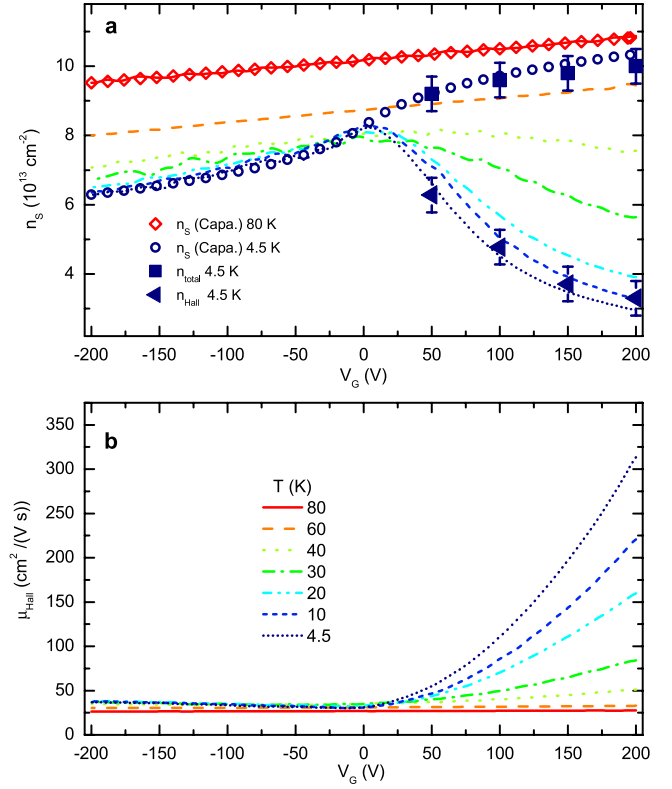 a
10
8
6
4
n_S (10^13 cm^-2)
n_S (Capa.) 80 K
n_S (Capa.) 4.5 K
n_total 4.5 K
n_Hall 4.5 K
-200 -150 -100 -50 0 50 100 150 200
V_G (V)
b
350
300
250
200
150
100
50
0
μ_Hall (cm^2/(V s))
T (K)
80
60
40
30
20
10
4.5
-200 -150 -100 -50 0 50 100 150 200
V_G (V)